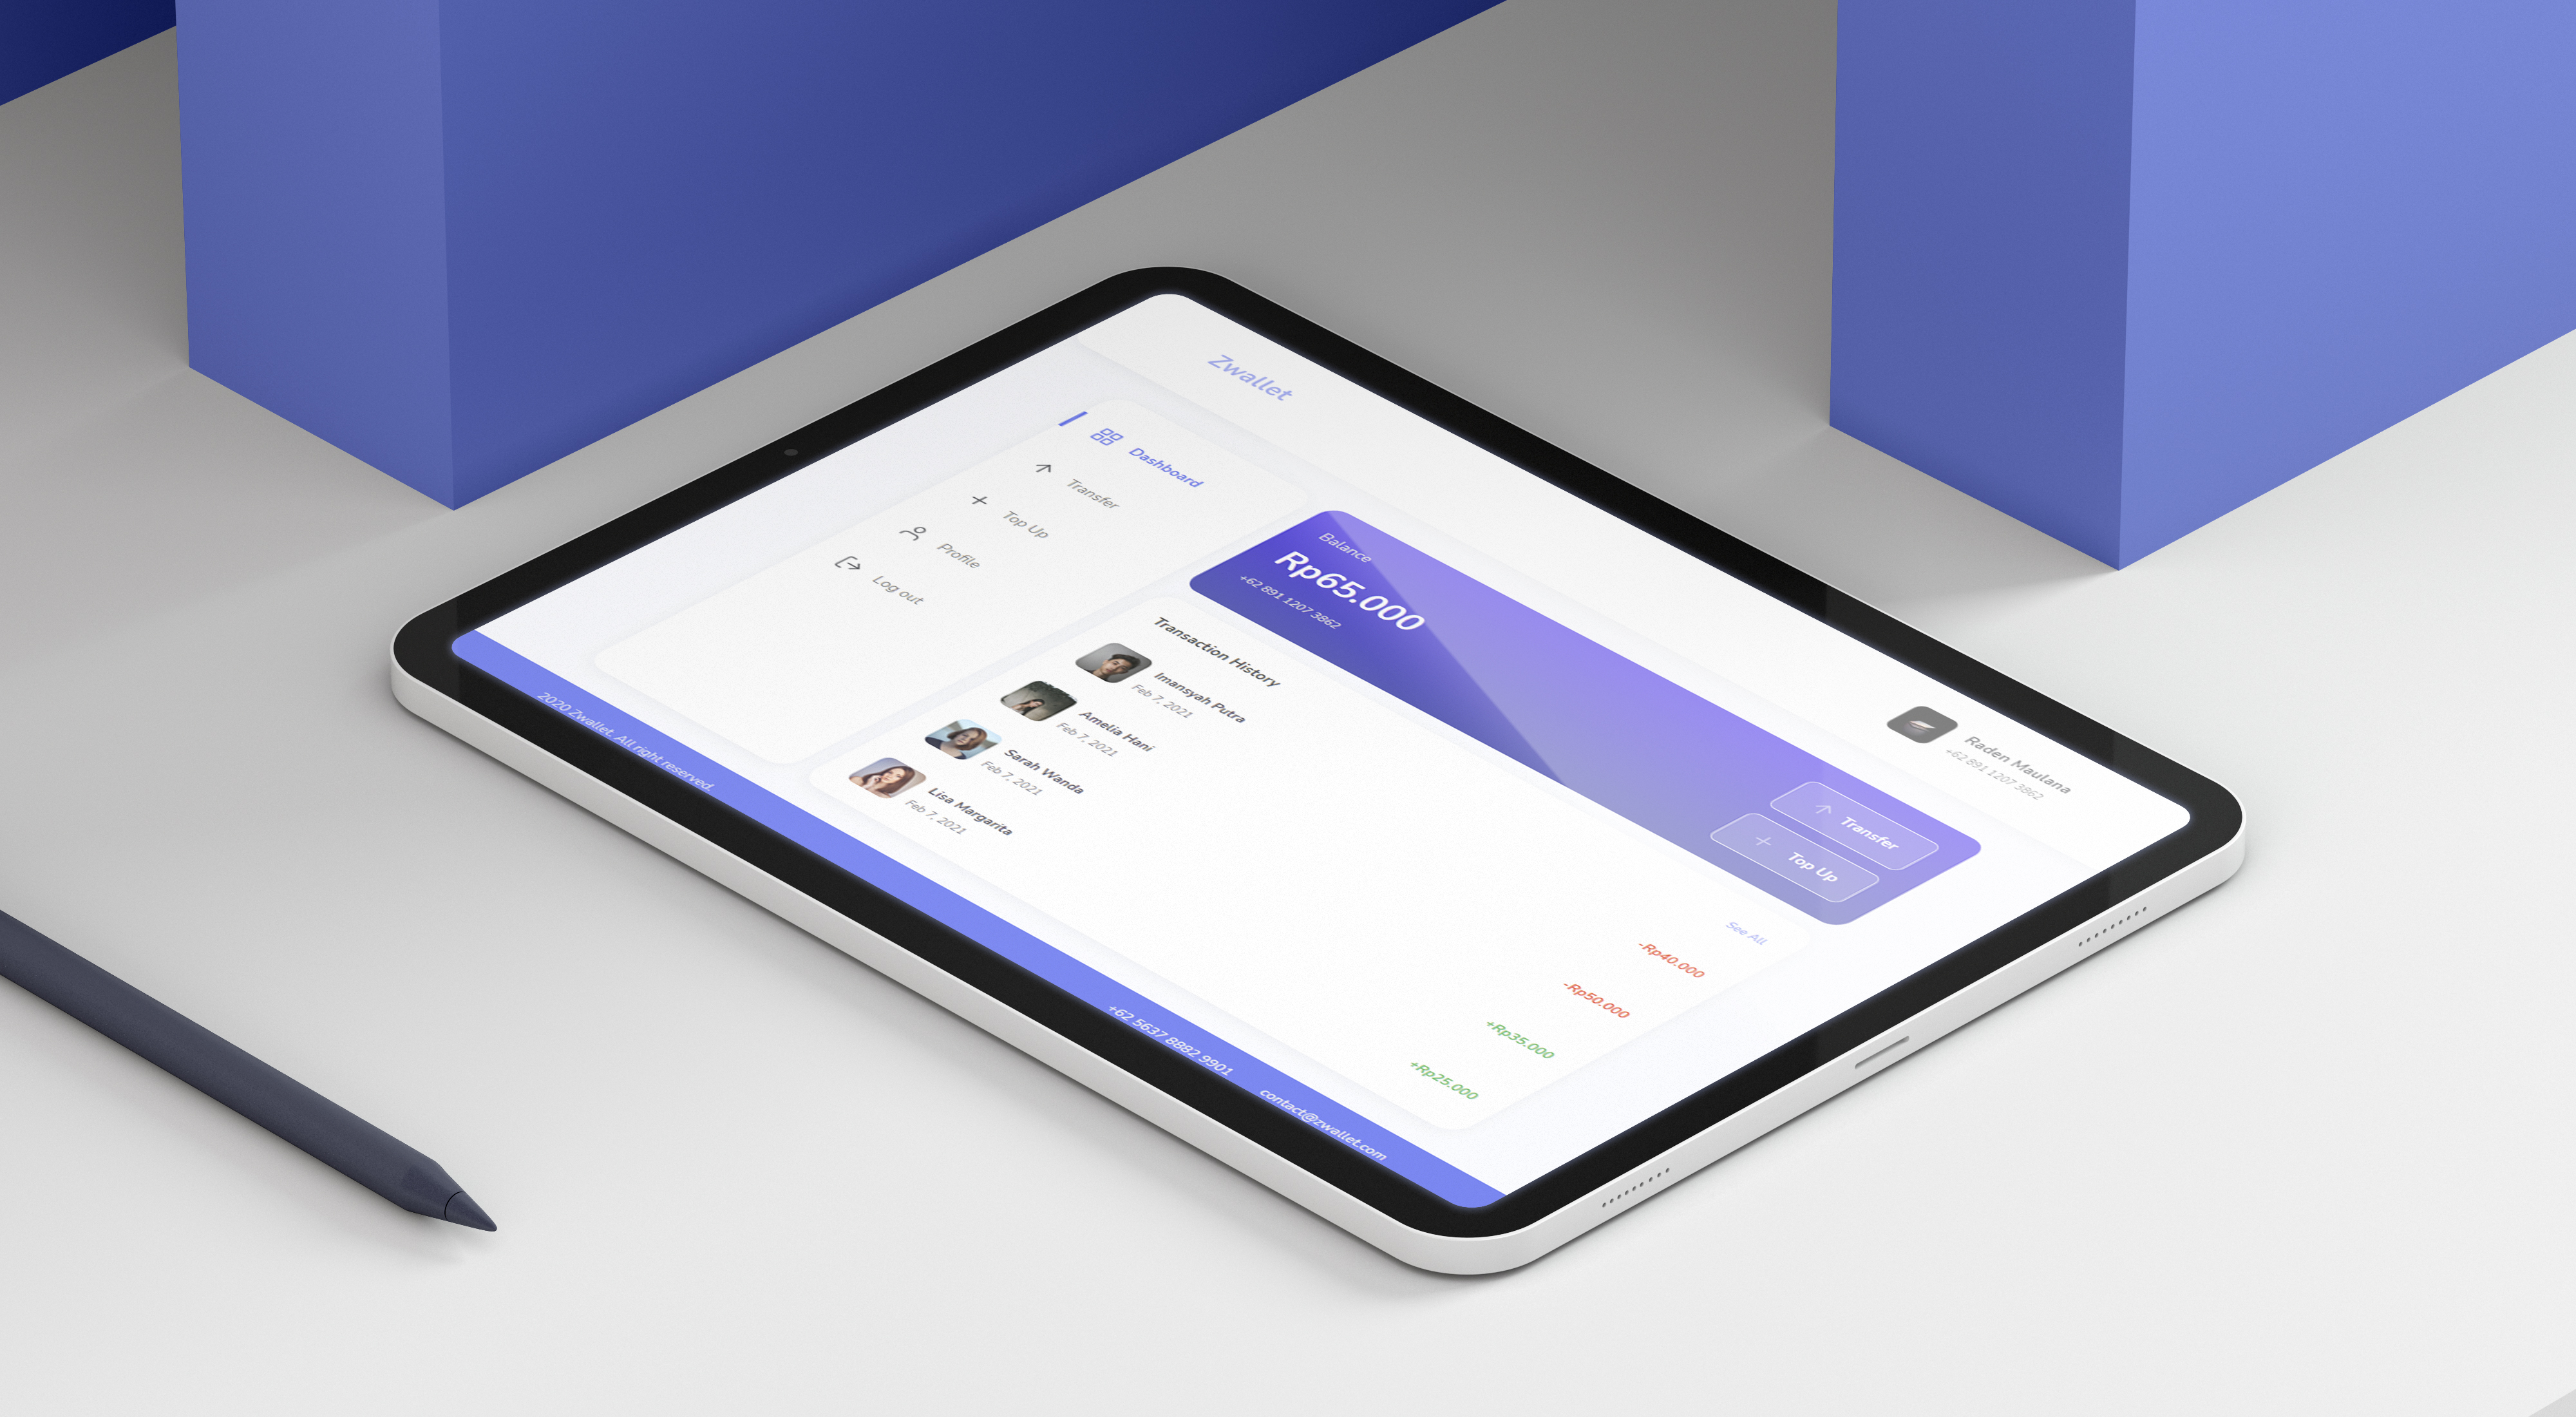 Zwallet
Raden Maulana
+62 891 1207 3862
Dashboard
Transfer
Top Up
Profile
Log out
Balance
Rp65.000
+62 891 1207 3862
Transfer
Top Up
Transaction History
See All
Imansyah Putra
Feb 7, 2021
-Rp40.000
Amelia Hani
Feb 7, 2021
-Rp50.000
Sarah Wanda
Feb 7, 2021
+Rp35.000
Lisa Margarita
Feb 7, 2021
+Rp25.000
2020 Zwallet. All right reserved.
+62 5637 8882 9901
contact@zwallet.com